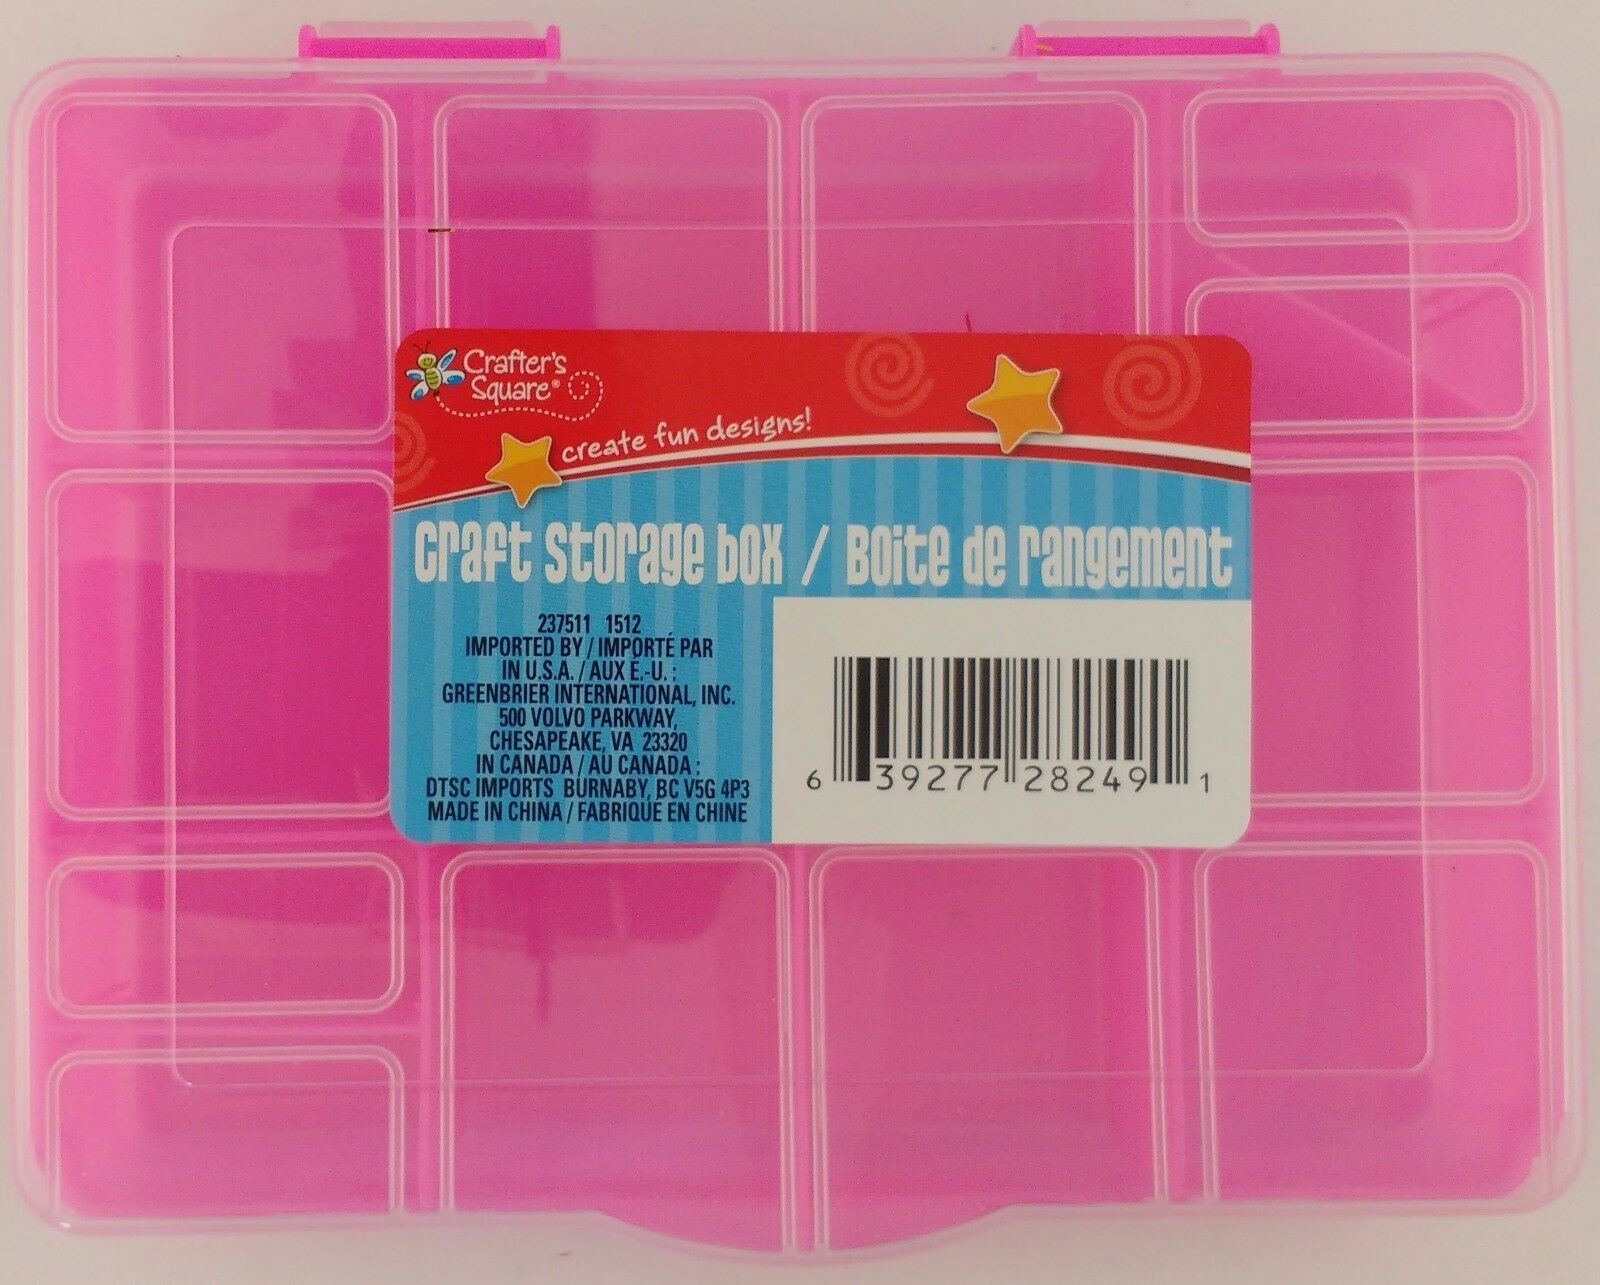 Crafter's
Square®
create fun designs!
Craft Storage box / Boite de rangement
237511 1512
IMPORTED BY / IMPORTÉ PAR
IN U.S.A. / AUX É.-U. :
GREENBRIER INTERNATIONAL, INC.
500 VOLVO PARKWAY,
CHESAPEAKE, VA 23320
IN CANADA / AU CANADA :
DTSC IMPORTS BURNABY, BC V5G 4P3
MADE IN CHINA / FABRIQUÉ EN CHINE
6 39277 28249 1